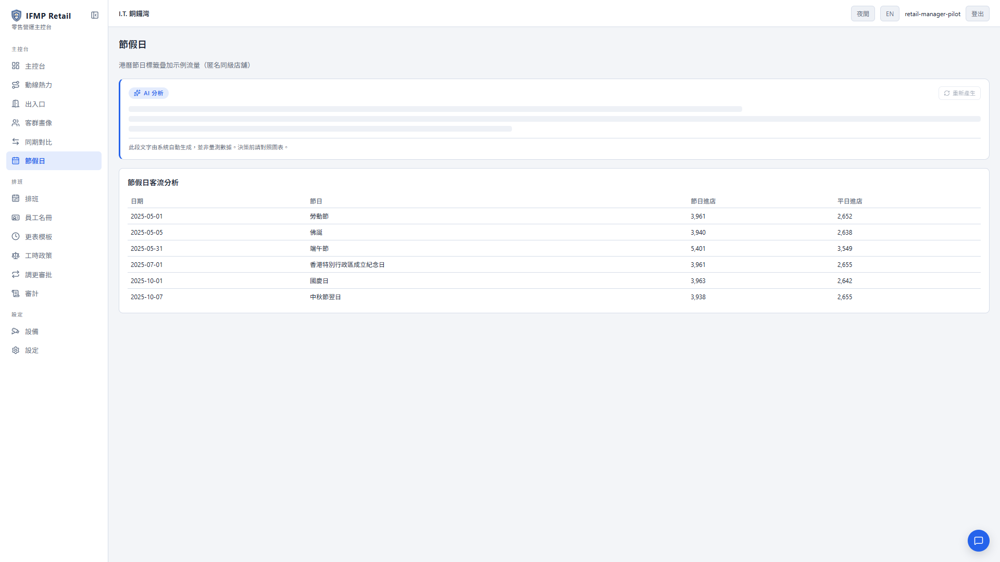 IFMP Retail
零售營運主控台
主控台
主控台
動線熱力
出入口
客群畫像
同期對比
節假日
排班
排班
員工名冊
更表模板
工時政策
調更審批
審計
設定
設備
設定
I.T. 銅鑼灣
夜間 EN retail-manager-pilot 登出
節假日
港曆節日標籤疊加示例流量（匿名同級店舖）
AI 分析 重新產生
此段文字由系統自動生成，並非量測數據。決策前請對照圖表。
節假日客流分析
日期 節日 節日進店 平日進店
2025-05-01 勞動節 3,961 2,652
2025-05-05 佛誕 3,940 2,638
2025-05-31 端午節 5,401 3,549
2025-07-01 香港特別行政區成立紀念日 3,961 2,655
2025-10-01 國慶日 3,963 2,642
2025-10-07 中秋節翌日 3,938 2,655